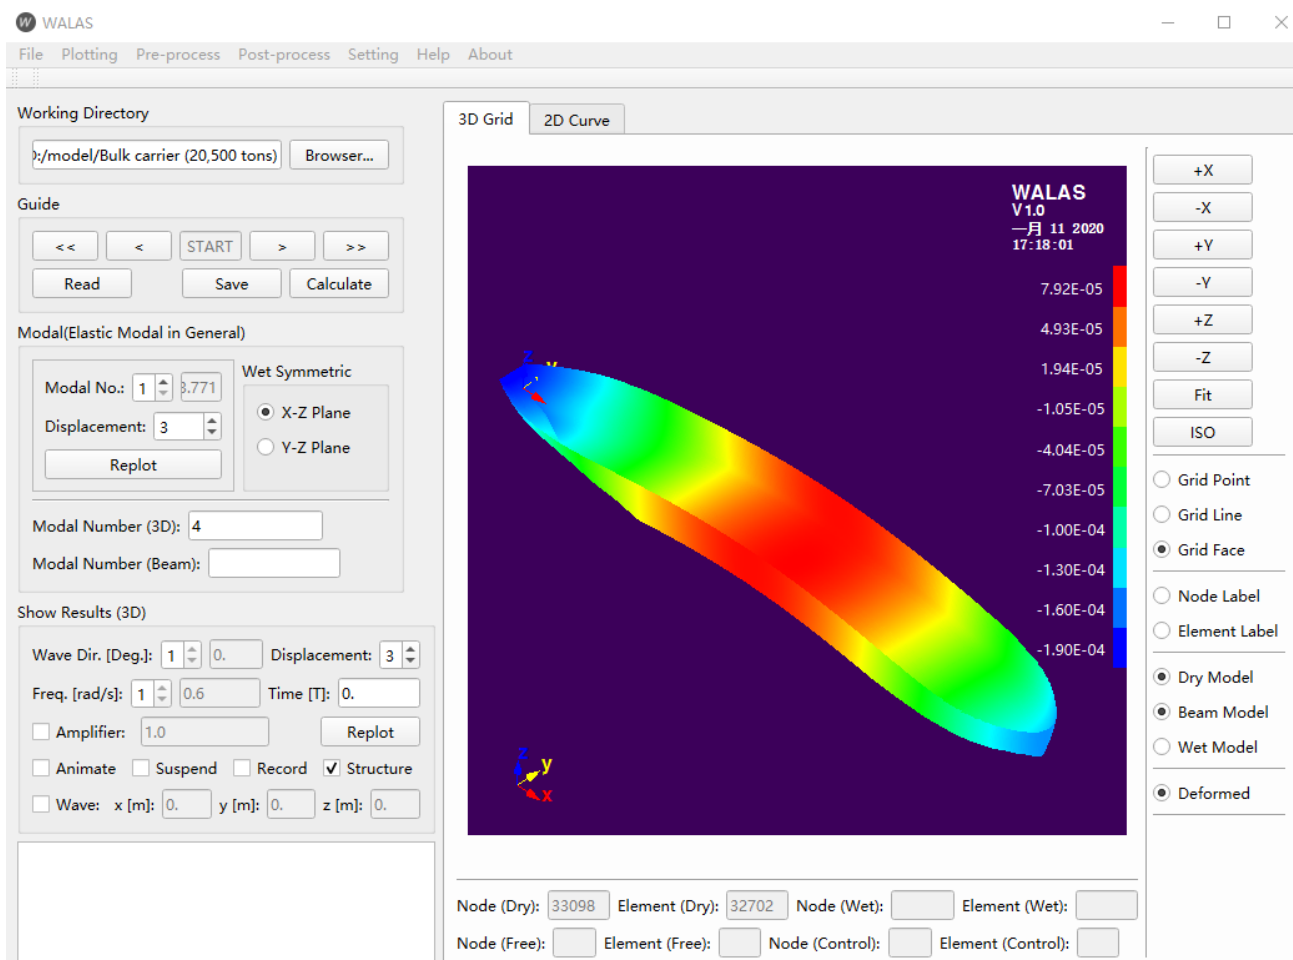 W WALAS
File Plotting Pre-process Post-process Setting Help About
Working Directory
):/model/Bulk carrier (20,500 tons) Browser...
Guide
<< < START > >>
Read Save Calculate
Modal(Elastic Modal in General)
Modal No.: 1 3.771
Displacement: 3
Replot
Wet Symmetric
X-Z Plane
Y-Z Plane
Modal Number (3D): 4
Modal Number (Beam):
Show Results (3D)
Wave Dir. [Deg.]: 1 0. Displacement: 3
Freq. [rad/s]: 1 0.6 Time [T]: 0.
Amplifier: 1.0 Replot
Animate Suspend Record Structure
Wave: x [m]: 0. y [m]: 0. z [m]: 0.
3D Grid 2D Curve
WALAS
V 1.0
一月 11 2020
17:18:01
7.92E-05
4.93E-05
1.94E-05
-1.05E-05
-4.04E-05
-7.03E-05
-1.00E-04
-1.30E-04
-1.60E-04
-1.90E-04
Z Y
Z
y
x
+X
-X
+Y
-Y
+Z
-Z
Fit
ISO
Grid Point
Grid Line
Grid Face
Node Label
Element Label
Dry Model
Beam Model
Wet Model
Deformed
Node (Dry): 33098 Element (Dry): 32702 Node (Wet): Element (Wet):
Node (Free): Element (Free): Node (Control): Element (Control):